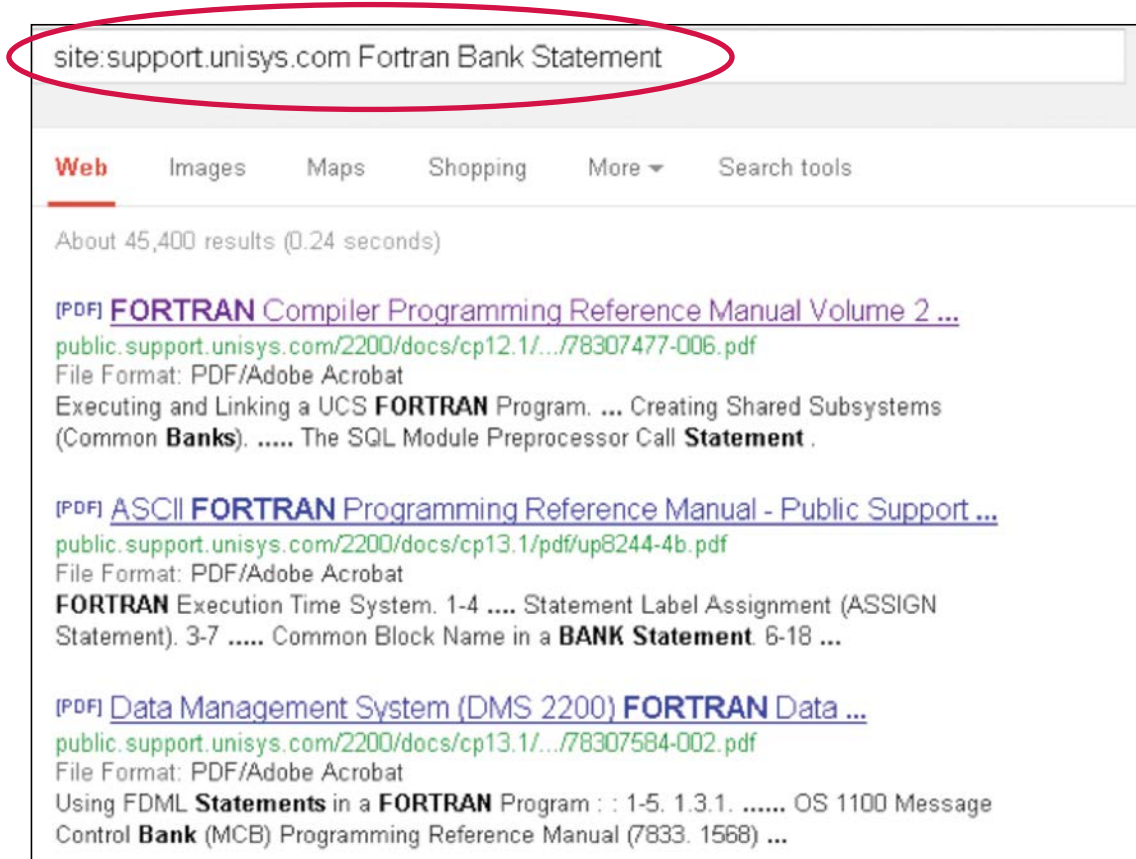 site:support.unisys.com Fortran Bank Statement
Web Images Maps Shopping More Search tools
About 45,400 results (0.24 seconds)
[PDF] FORTRAN Compiler Programming Reference Manual Volume 2 ...
public.support.unisys.com/2200/docs/cp12.1/.../78307477-006.pdf
File Format: PDF/Adobe Acrobat
Executing and Linking a UCS FORTRAN Program. ... Creating Shared Subsystems
(Common Banks). ..... The SQL Module Preprocessor Call Statement .
[PDF] ASCII FORTRAN Programming Reference Manual - Public Support ...
public.support.unisys.com/2200/docs/cp13.1/pdf/up8244-4b.pdf
File Format: PDF/Adobe Acrobat
FORTRAN Execution Time System. 1-4 .... Statement Label Assignment (ASSIGN
Statement). 3-7 ..... Common Block Name in a BANK Statement. 6-18 ...
[PDF] Data Management System (DMS 2200) FORTRAN Data ...
public.support.unisys.com/2200/docs/cp13.1/.../78307584-002.pdf
File Format: PDF/Adobe Acrobat
Using FDML Statements in a FORTRAN Program : : 1-5. 1.3.1. ...... OS 1100 Message
Control Bank (MCB) Programming Reference Manual (7833. 1568) ...